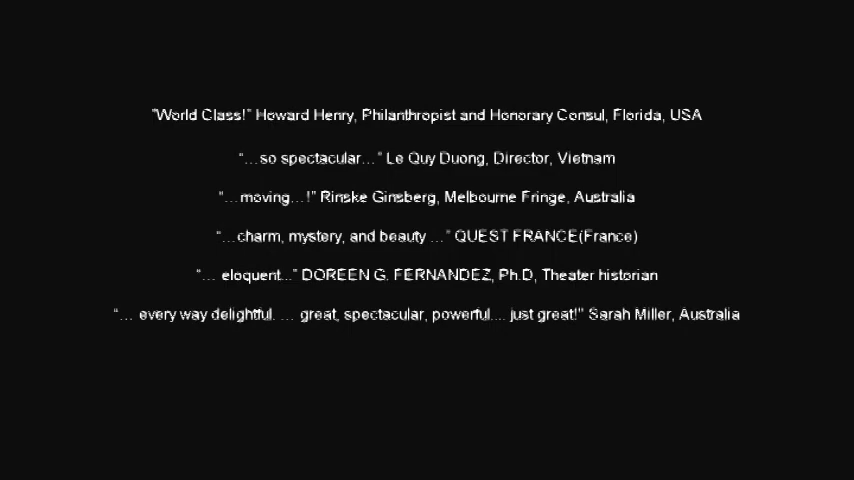 "World Class!" Howard Henry, Philanthropist and Honorary Consul, Florida, USA
"…so spectacular…" Le Quy Duong, Director, Vietnam
"…moving…!" Rinske Ginsberg, Melbourne Fringe, Australia
"…charm, mystery, and beauty …" QUEST FRANCE(France)
"… eloquent..." DOREEN G. FERNANDEZ, Ph.D, Theater historian
"… every way delightful. … great, spectacular, powerful.... just great!" Sarah Miller, Australia